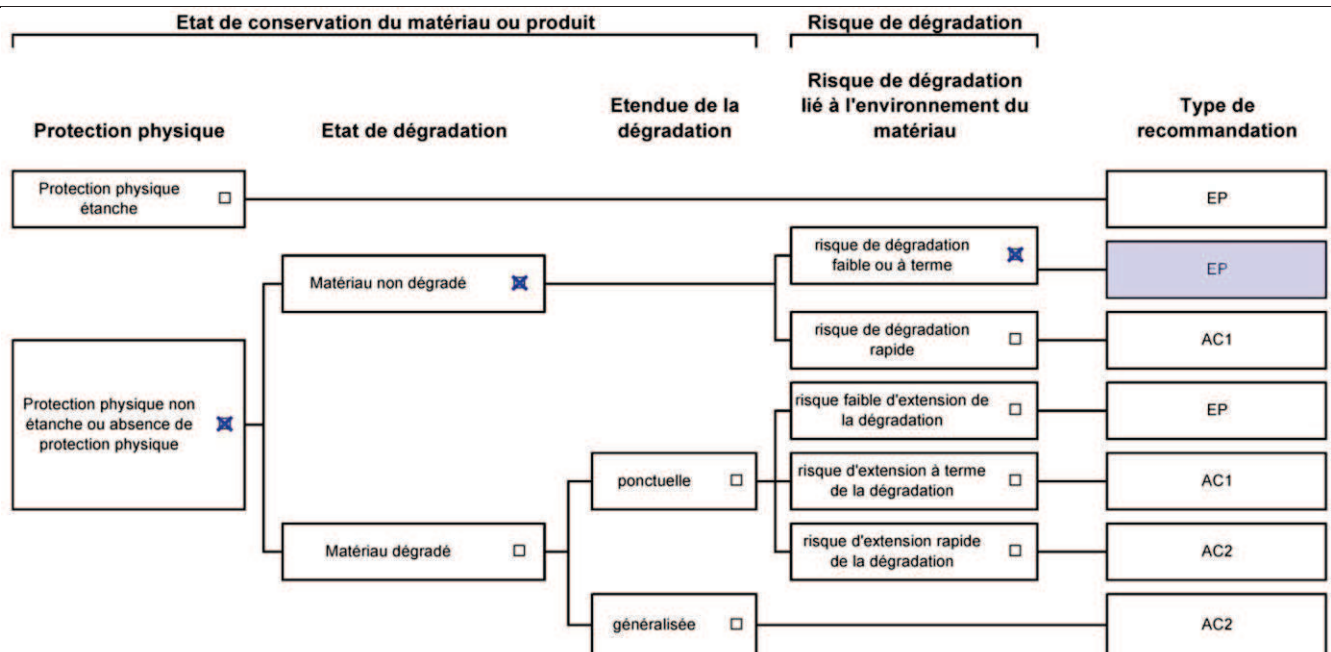 Etat de conservation du matériau ou produit
Risque de dégradation
Protection physique
Etat de dégradation
Etendue de la
dégradation
Risque de dégradation
lié à l'environnement du
matériau
Type de
recommandation
Protection physique
étanche
EP
Protection physique non
étanche ou absence de
protection physique
Matériau non dégradé
risque de dégradation
faible ou à terme
EP
risque de dégradation
rapide
AC1
Matériau dégradé
ponctuelle
risque faible d'extension de
la dégradation
EP
risque d'extension à terme
de la dégradation
AC1
risque d'extension rapide
de la dégradation
AC2
généralisée
AC2